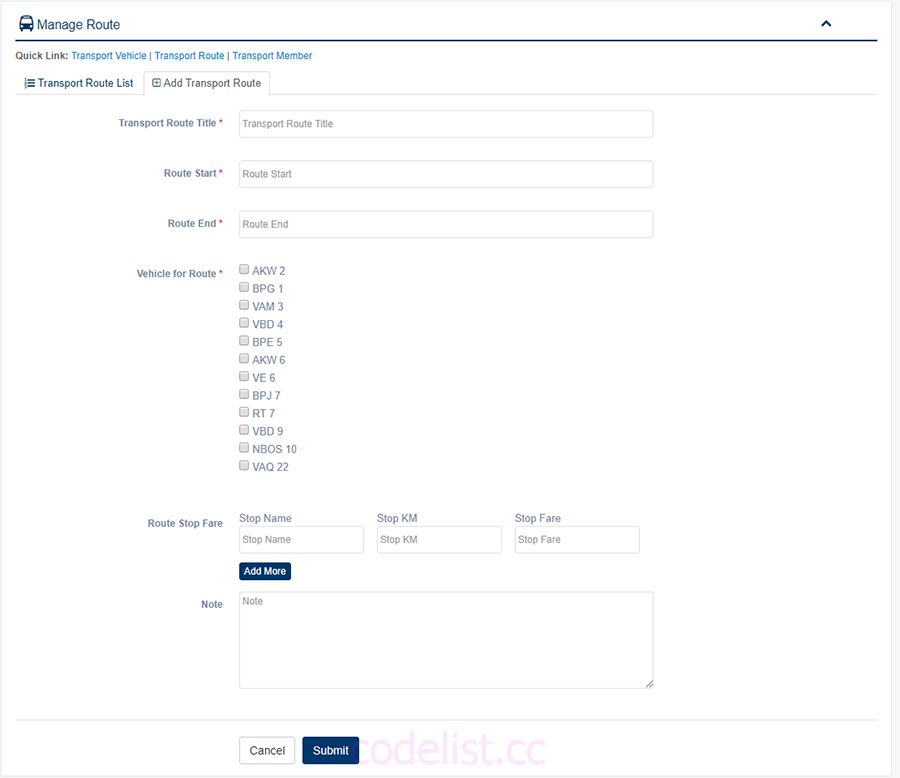 Manage Route
Quick Link: Transport Vehicle | Transport Route | Transport Member
Transport Route List Add Transport Route
Transport Route Title * Transport Route Title
Route Start * Route Start
Route End * Route End
Vehicle for Route * AKW 2
BPG 1
VAM 3
VBD 4
BPE 5
AKW 6
VE 6
BPJ 7
RT 7
VBD 9
NBOS 10
VAQ 22
Stop Name Stop KM Stop Fare
Route Stop Fare Stop Name Stop KM Stop Fare
Add More
Note Note
Cancel Submit codelist.cc